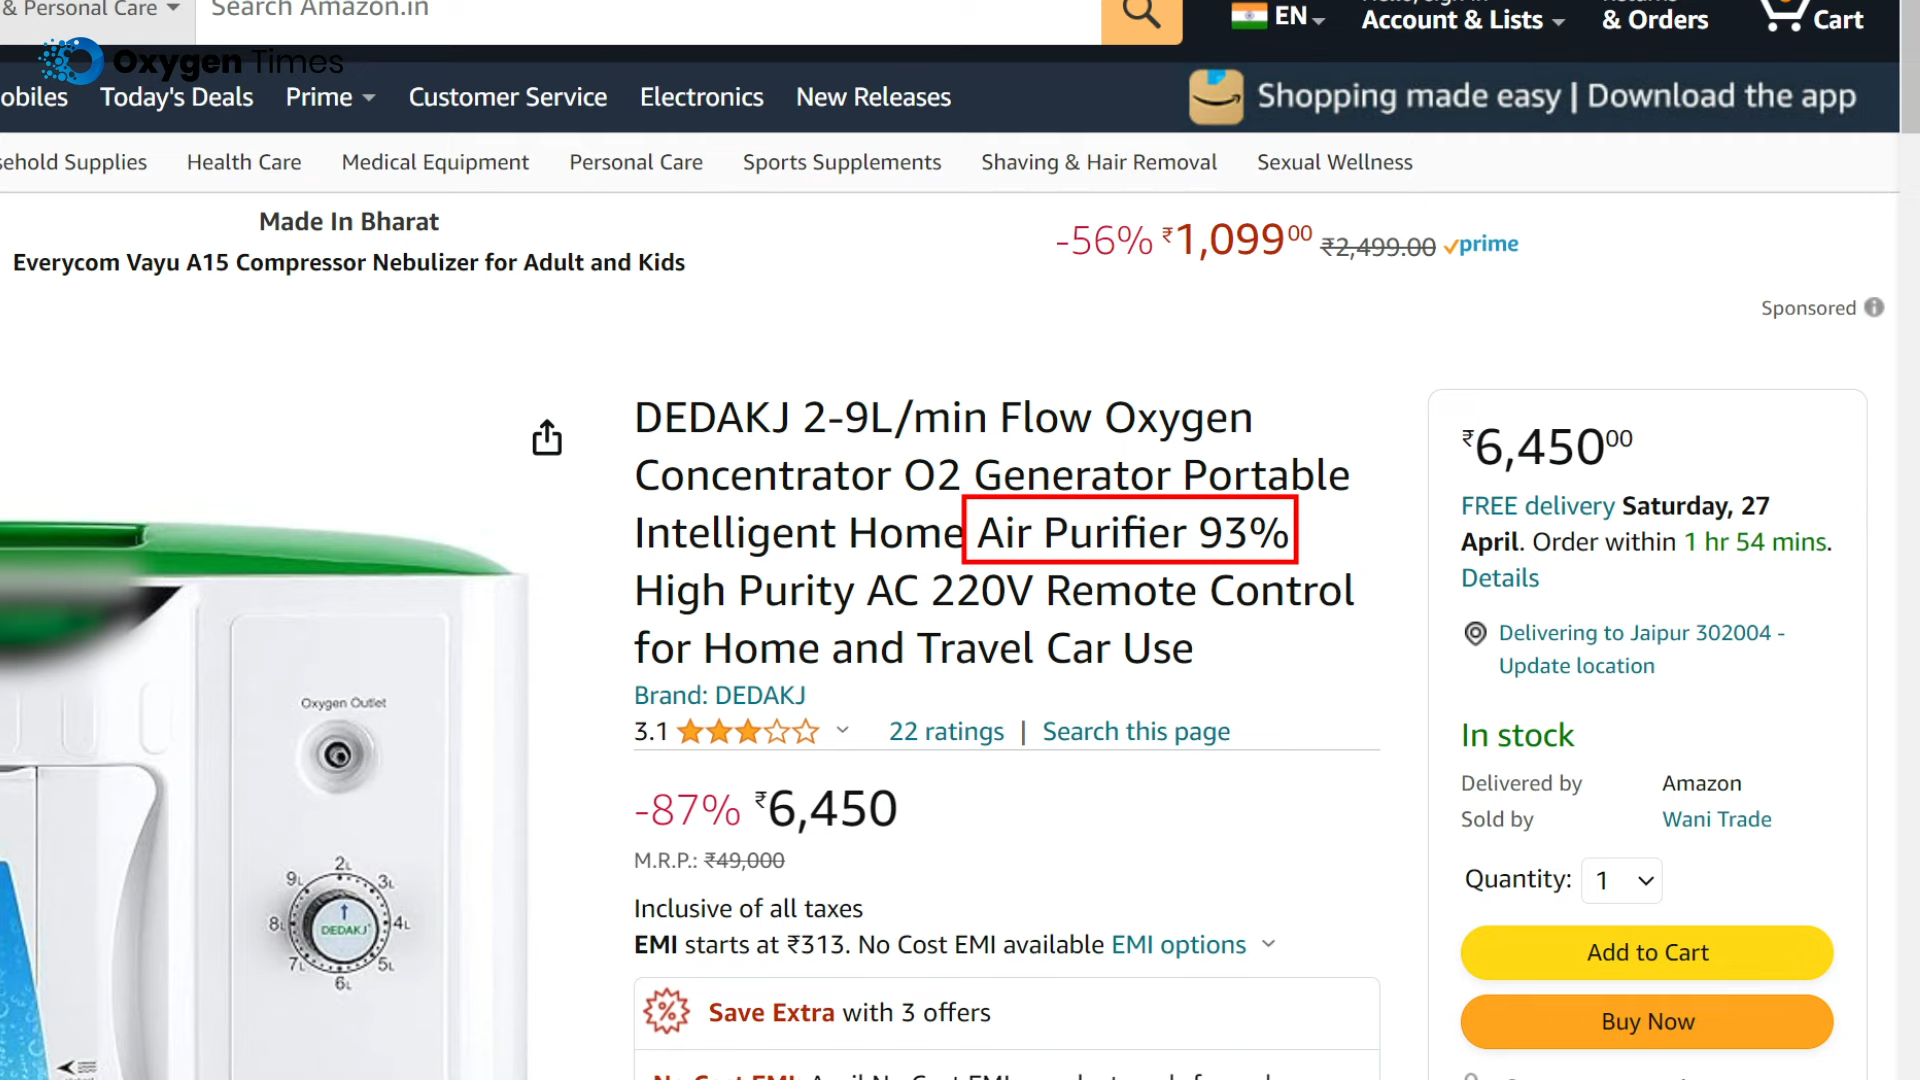 & Personal Care
Search Amazon.in
EN
Account & Lists
& Orders
Cart
Oxygen Times
obiles
Today's Deals
Prime
Customer Service
Electronics
New Releases
Shopping made easy | Download the app
sehold Supplies
Health Care
Medical Equipment
Personal Care
Sports Supplements
Shaving & Hair Removal
Sexual Wellness
Made In Bharat
Everycom Vayu A15 Compressor Nebulizer for Adult and Kids
-56% ₹1,09900 ₹2,499.00 prime
Sponsored
DEDAKJ 2-9L/min Flow Oxygen
Concentrator O2 Generator Portable
Intelligent Home Air Purifier 93%
High Purity AC 220V Remote Control
for Home and Travel Car Use
Brand: DEDAKJ
3.1
22 ratings | Search this page
-87% ₹6,450
M.R.P.: ₹49,000
Inclusive of all taxes
EMI starts at ₹313. No Cost EMI available EMI options
Save Extra with 3 offers
Oxygen Outlet
2L
3L
4L
5L
6L
7L
8L
9L
DEDAKJ
₹6,45000
FREE delivery Saturday, 27
April. Order within 1 hr 54 mins.
Details
Delivering to Jaipur 302004 -
Update location
In stock
Delivered by Amazon
Sold by Wani Trade
Quantity: 1
Add to Cart
Buy Now